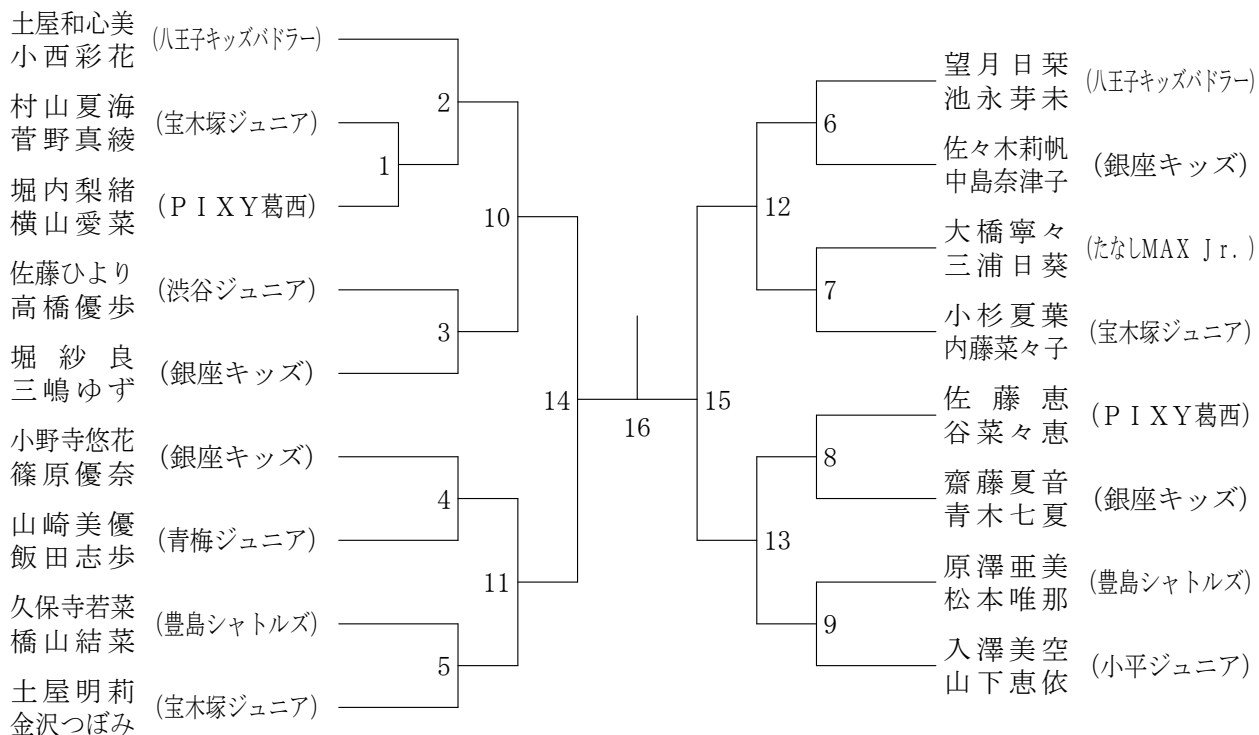 土屋和心美
小西彩花
(八王子キッズバドラー)
村山夏海
菅野真綾
(宝木塚ジュニア)
堀内梨緒
横山愛菜
(ＰＩＸＹ葛西)
佐藤ひより
高橋優歩
(渋谷ジュニア)
堀紗良
三嶋ゆず
(銀座キッズ)
小野寺悠花
篠原優奈
(銀座キッズ)
山崎美優
飯田志歩
(青梅ジュニア)
久保寺若菜
橋山結菜
(豊島シャトルズ)
土屋明莉
金沢つぼみ
(宝木塚ジュニア)
1
2
3
4
5
10
11
14
16
15
12
13
6
7
8
9
望月日栞
池永芽未
(八王子キッズバドラー)
佐々木莉帆
中島奈津子
(銀座キッズ)
大橋寧々
三浦日葵
(たなしMAX Jr.)
小杉夏葉
内藤菜々子
(宝木塚ジュニア)
佐藤恵
谷菜々恵
(ＰＩＸＹ葛西)
齋藤夏音
青木七夏
(銀座キッズ)
原澤亜美
松本唯那
(豊島シャトルズ)
入澤美空
山下恵依
(小平ジュニア)